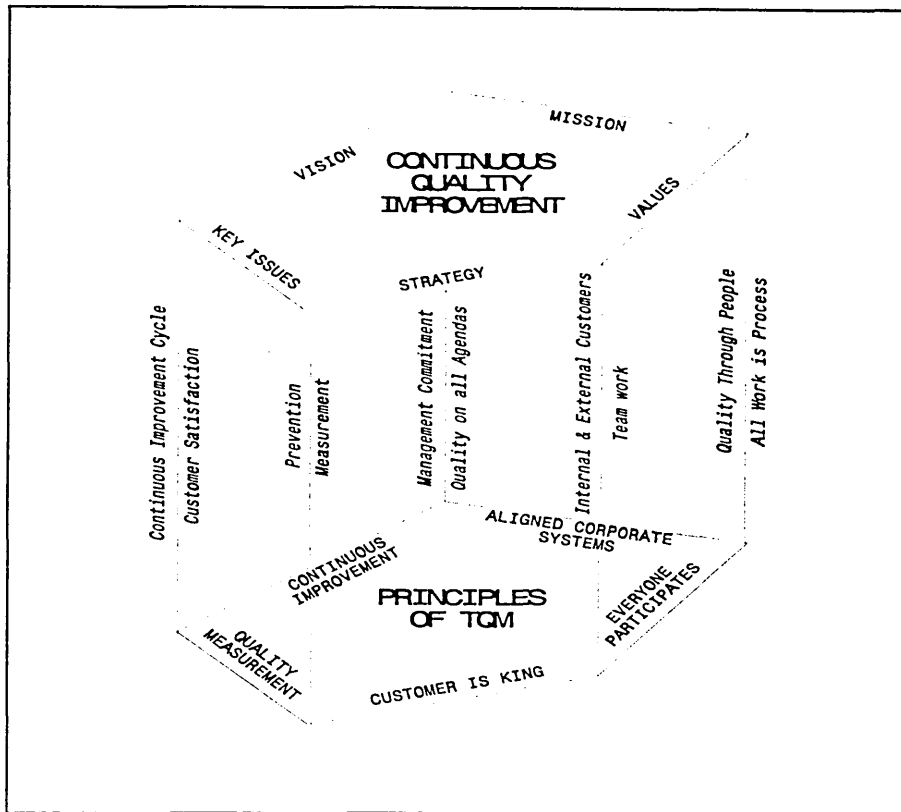 MISSION
VISION
CONTINUOUS
QUALITY
IMPROVEMENT
VALUES
KEY ISSUES
STRATEGY
Continuous Improvement Cycle
Customer Satisfaction
Prevention
Measurement
Management Commitment
Quality on all Agendas
Internal & External Customers
Team work
Quality Through People
All Work is Process
ALIGNED CORPORATE
SYSTEMS
CONTINUOUS
IMPROVEMENT
PRINCIPLES
OF TQM
EVERYONE
PARTICIPATES
QUALITY
MEASUREMENT
CUSTOMER IS KING